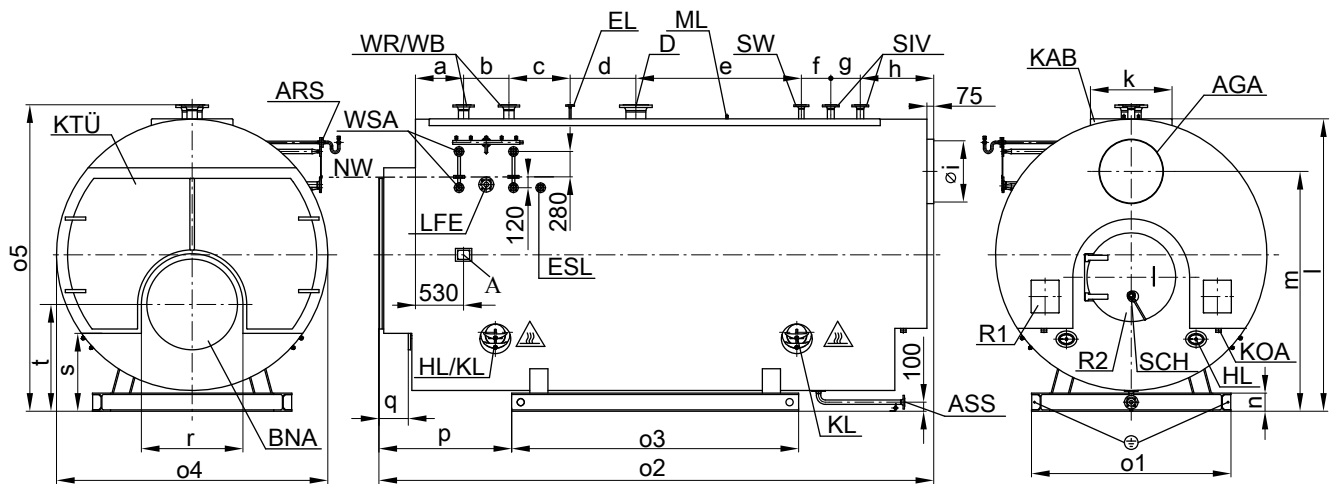 EL
ML
WR/WB
D
SW
SIV
KAB
k
ARS
a
b
c
d
e
f
g
h
75
AGA
KTÜ
WSA
NW
⌀i
LFE
120
280
ESL
A
530
o5
t
s
HL/KL
100
R1
R2
SCH
KOA
HL
l
m
l
n
q
p
r
BNA
o3
KL
ASS
o4
o2
o1